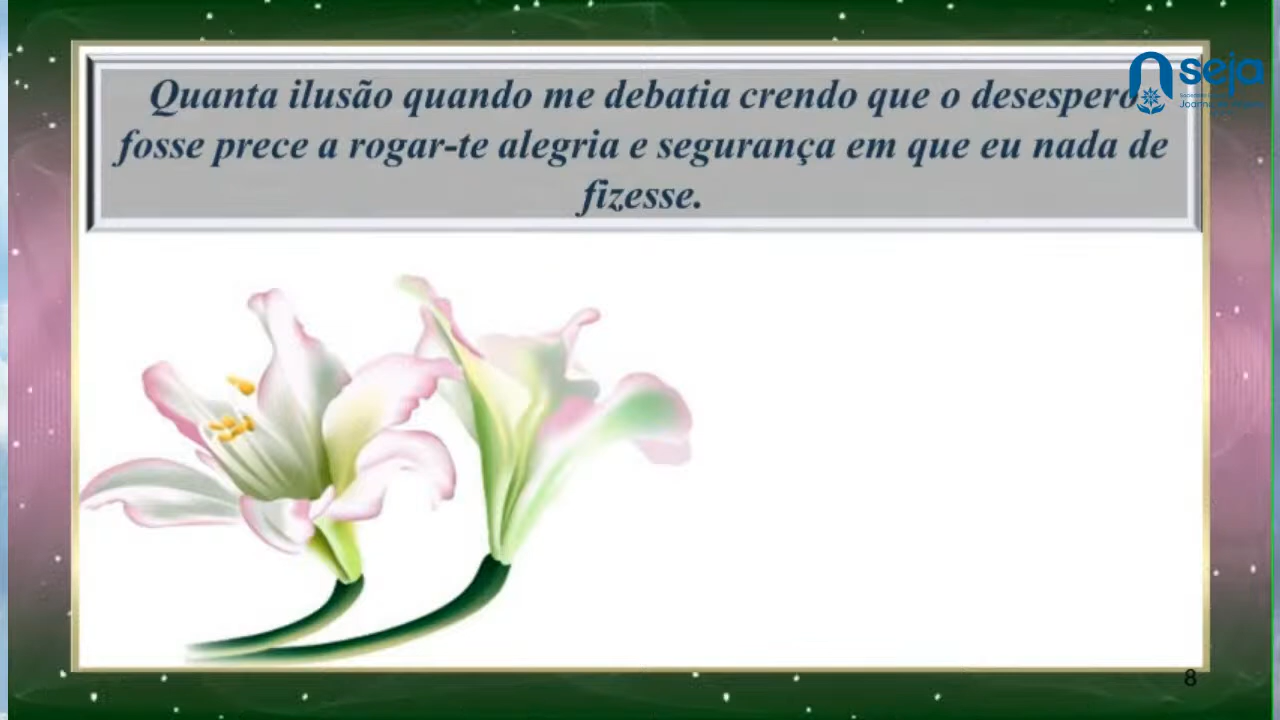 Quanta ilusão quando me debatia crendo que o desespero
fosse prece a rogar-te alegria e segurança em que eu nada de
fizesse.
seja
8